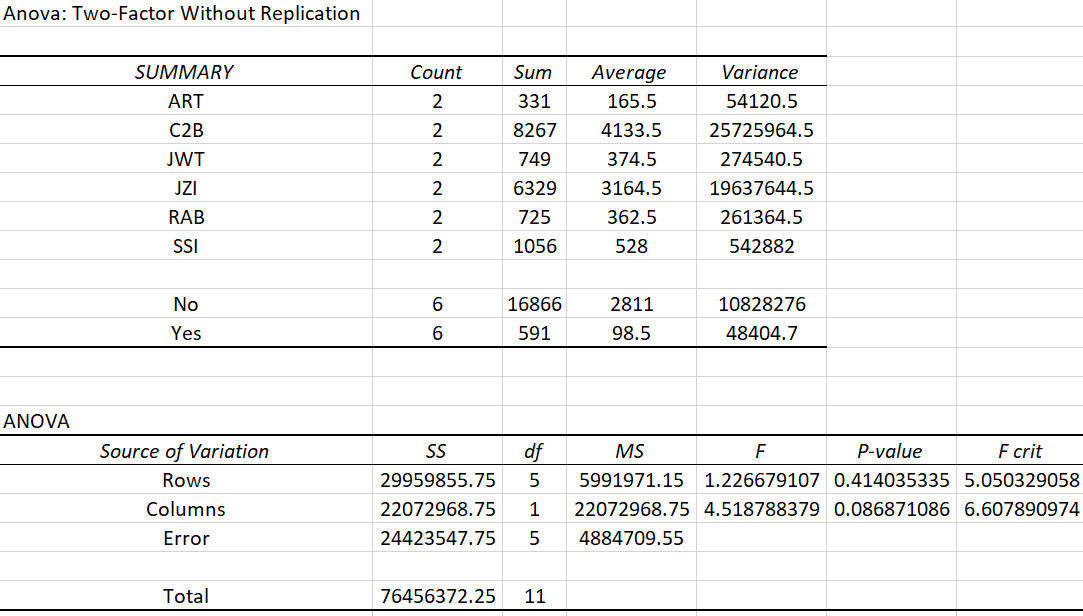 Anova: Two-Factor Without Replication
SUMMARY Count Sum Average Variance
ART 2 331 165.5 54120.5
C2B 2 8267 4133.5 25725964.5
JWT 2 749 374.5 274540.5
JZI 2 6329 3164.5 19637644.5
RAB 2 725 362.5 261364.5
SSI 2 1056 528 542882
No 6 16866 2811 10828276
Yes 6 591 98.5 48404.7
ANOVA
Source of Variation SS df MS F P-value F crit
Rows 29959855.75 5 5991971.15 1.226679107 0.414035335 5.050329058
Columns 22072968.75 1 22072968.75 4.518788379 0.086871086 6.607890974
Error 24423547.75 5 4884709.55
Total 76456372.25 11